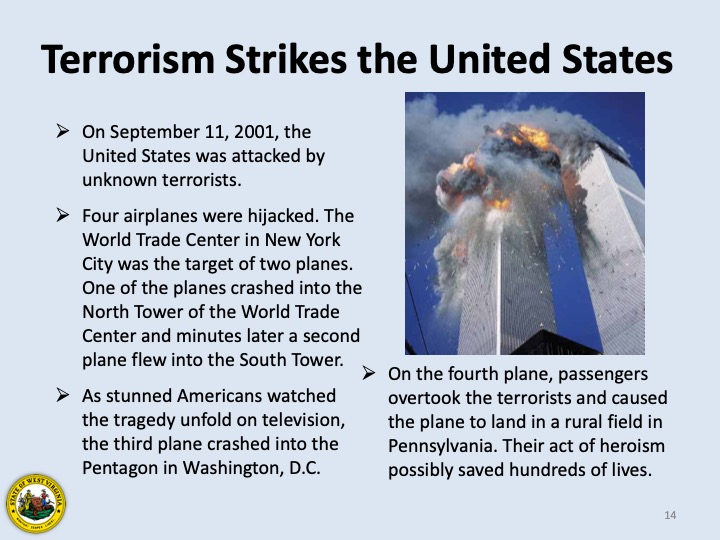 Terrorism Strikes the United States
➢ On September 11, 2001, the
United States was attacked by
unknown terrorists.
➢ Four airplanes were hijacked. The
World Trade Center in New York
City was the target of two planes.
One of the planes crashed into the
North Tower of the World Trade
Center and minutes later a second
plane flew into the South Tower.
➢ As stunned Americans watched
the tragedy unfold on television,
the third plane crashed into the
Pentagon in Washington, D.C.
➢ On the fourth plane, passengers
overtook the terrorists and caused
the plane to land in a rural field in
Pennsylvania. Their act of heroism
possibly saved hundreds of lives.
STATE OF WEST VIRGINIA
14